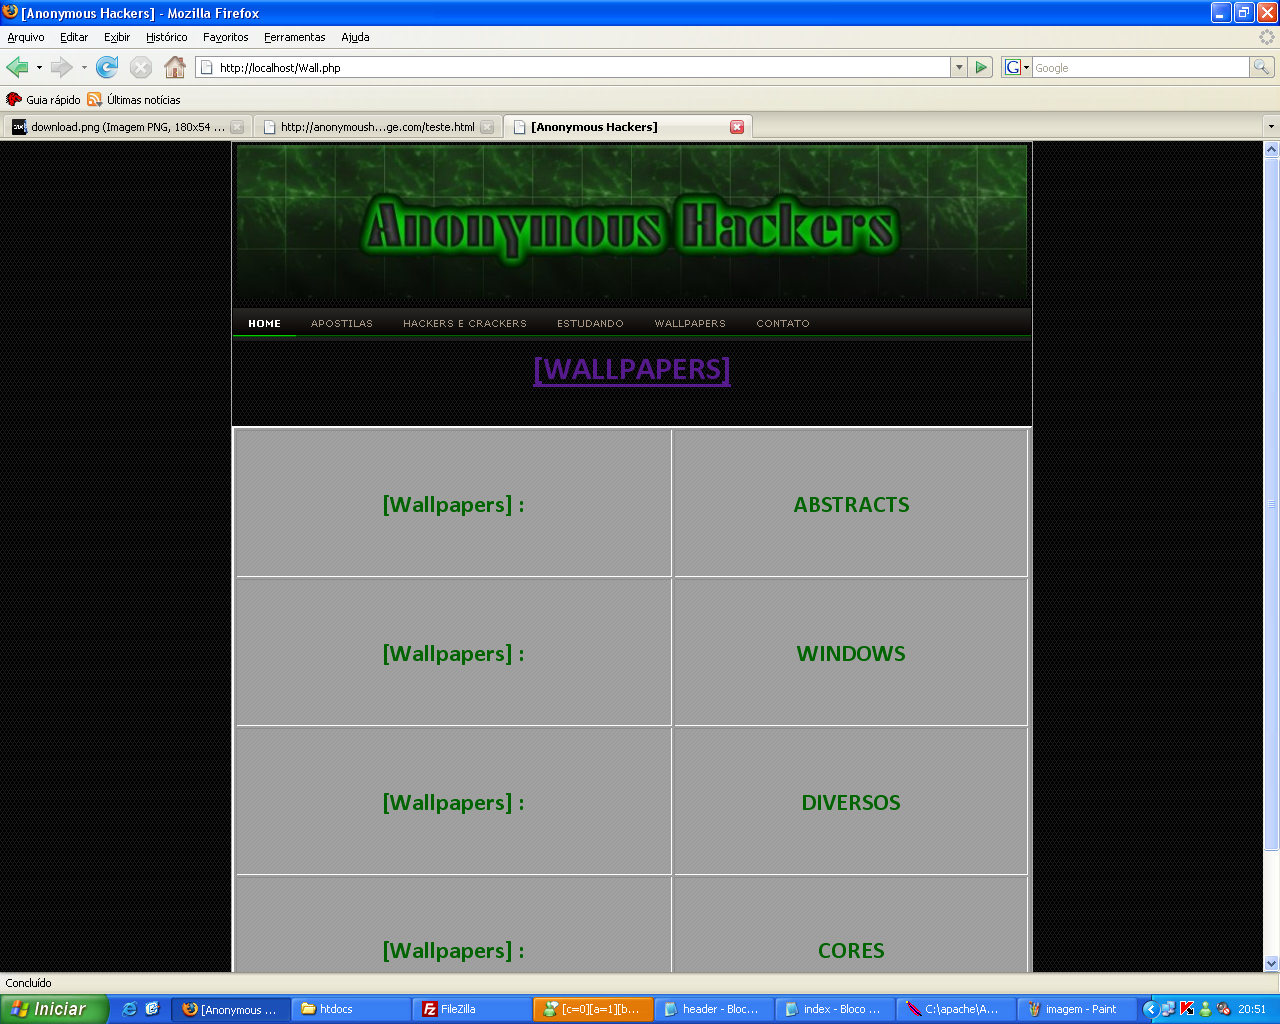 [Anonymous Hackers] - Mozilla Firefox
Arquivo Editar Exibir Histórico Favoritos Ferramentas Ajuda
http://localhost/Wall.php
G Google
Guia rápido Últimas notícias
download.png (Imagem PNG, 180x54 ... http://anonymoush...ge.com/teste.html [Anonymous Hackers]
Anonymous Hackers
HOME APOSTILAS HACKERS E CRACKERS ESTUDANDO WALLPAPERS CONTATO
[WALLPAPERS]
[Wallpapers] : ABSTRACTS
[Wallpapers] : WINDOWS
[Wallpapers] : DIVERSOS
[Wallpapers] : CORES
Concluído
Iniciar [Anonymous ... htdocs FileZilla [c=0][a=1][b... header - Bloc... index - Bloco ... C:\apache\A... imagem - Paint 20:51